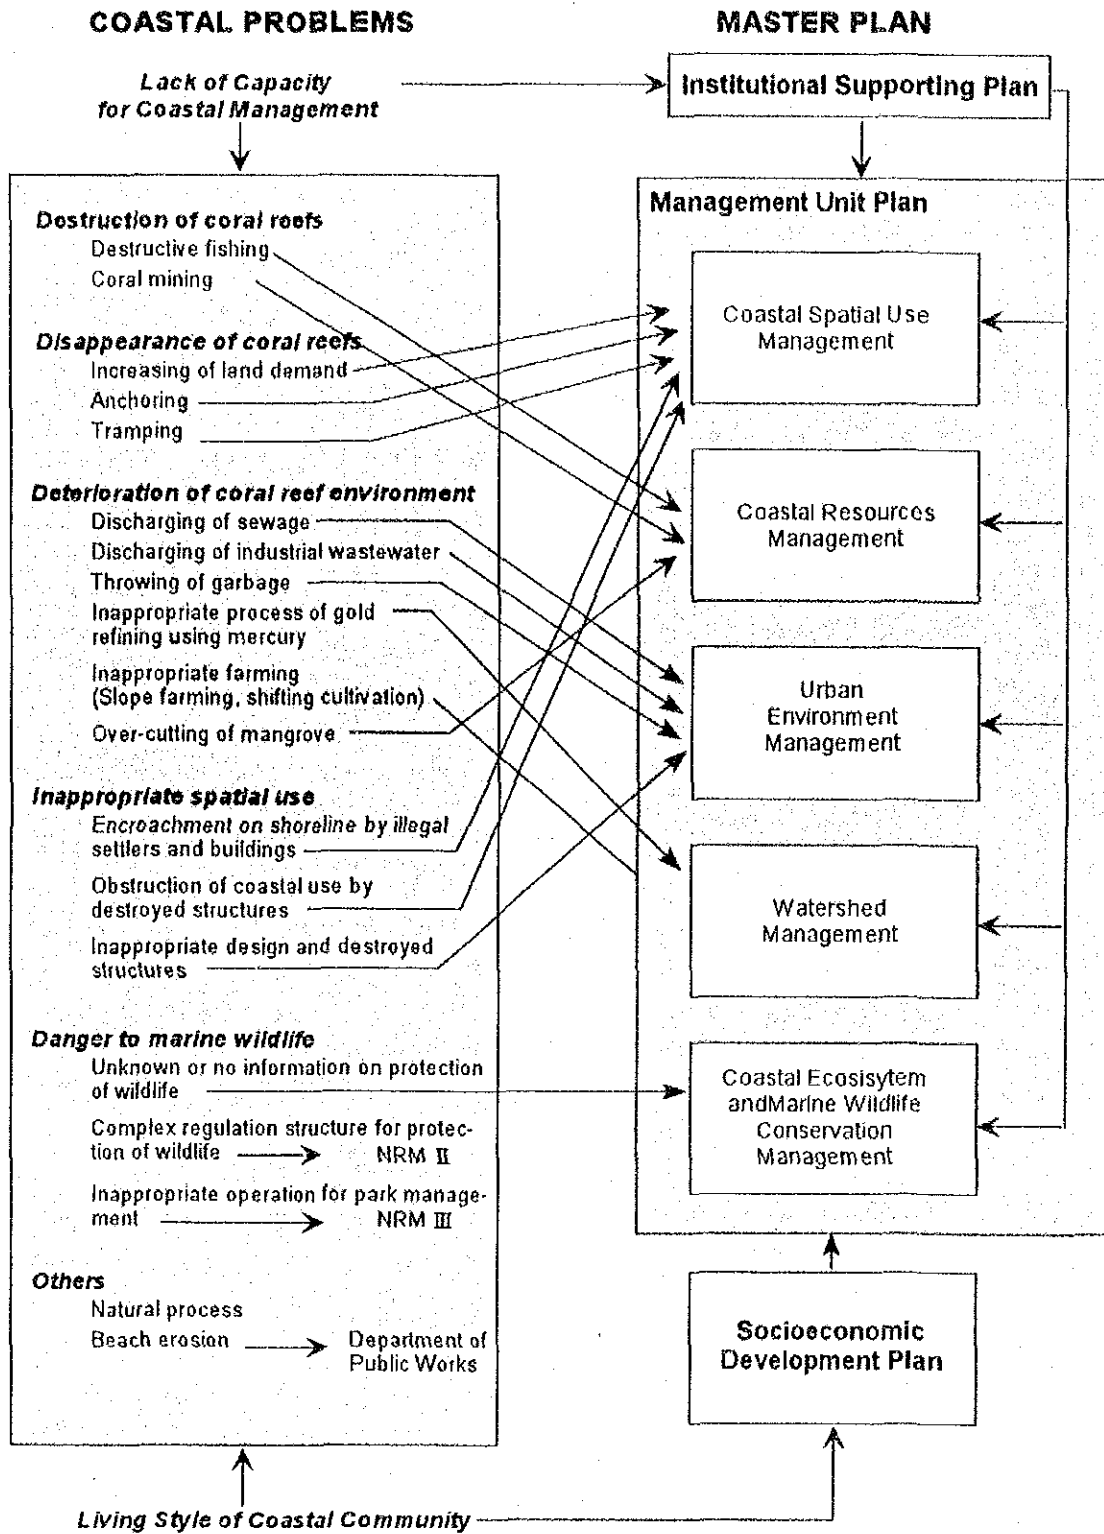 COASTAL PROBLEMS
Lack of Capacity
for Coastal Management
Destruction of coral reefs
Destructive fishing
Coral mining
Disappearance of coral reefs
Increasing of land demand
Anchoring
Tramping
Deterioration of coral reef environment
Discharging of sewage
Discharging of industrial wastewater
Throwing of garbage
Inappropriate process of gold
refining using mercury
Inappropriate farming
(Slope farming, shifting cultivation)
Over-cutting of mangrove
Inappropriate spatial use
Encroachment on shoreline by illegal
settlers and buildings
Obstruction of coastal use by
destroyed structures
Inappropriate design and destroyed
structures
Danger to marine wildlife
Unknown or no information on protection
of wildlife
Complex regulation structure for protec-
tion of wildlife
NRM II
Inappropriate operation for park manage-
ment
NRM III
Others
Natural process
Beach erosion
Department of
Public Works
Living Style of Coastal Community
MASTER PLAN
Institutional Supporting Plan
Management Unit Plan
Coastal Spatial Use
Management
Coastal Resources
Management
Urban
Environment
Management
Watershed
Management
Coastal Ecosisytem
andMarine Wildlife
Conservation
Management
Socioeconomic
Development Plan